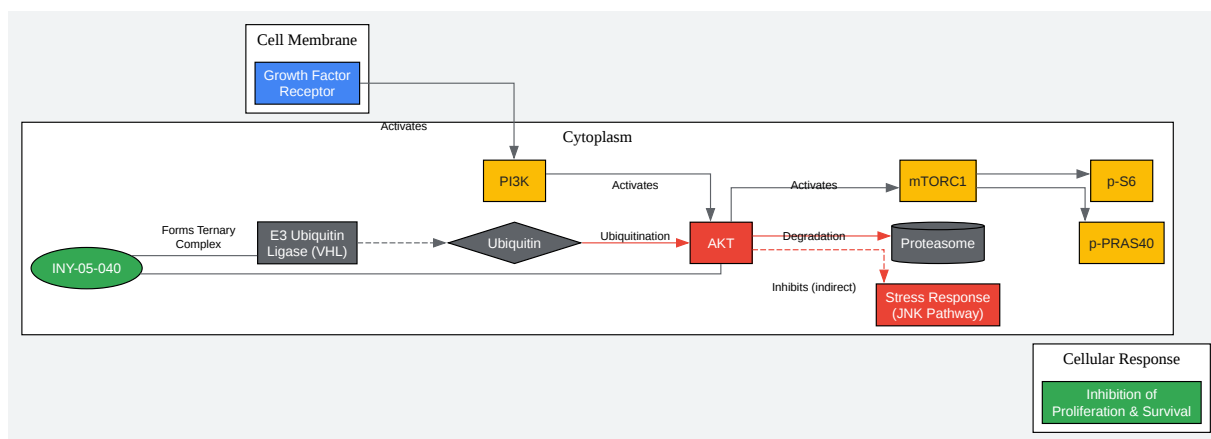 Cell Membrane
Growth Factor
Receptor
Activates
Cytoplasm
PI3K
Activates
Activates
mTORC1
p-S6
Forms Ternary
Complex
E3 Ubiquitin
Ligase (VHL)
Ubiquitin
Ubiquitination
AKT
Degradation
Proteasome
p-PRAS40
INY-05-040
Inhibits (indirect)
Stress Response
(JNK Pathway)
Cellular Response
Inhibition of
Proliferation & Survival